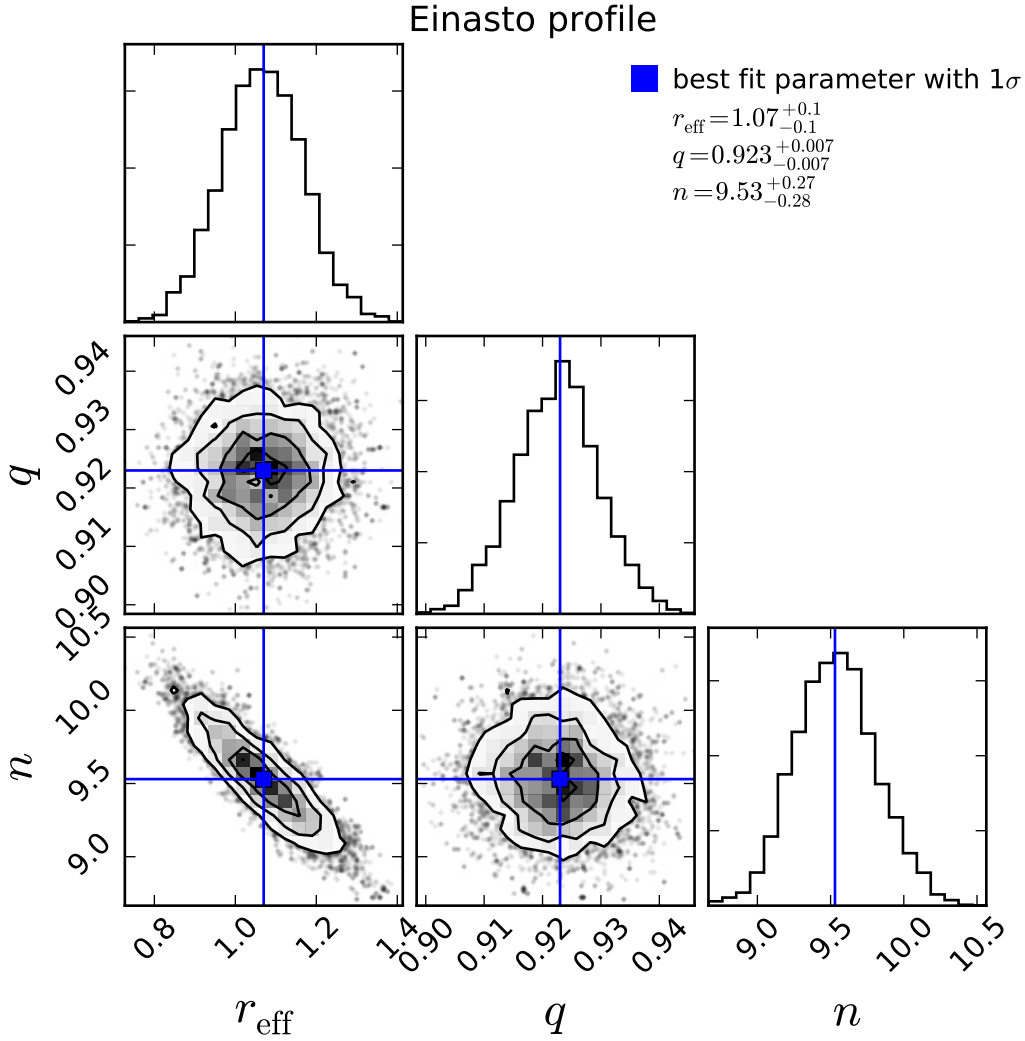 Einasto profile
best fit parameter with 1σ
r_eff = 1.07 +0.1 −0.1
q = 0.923 +0.007 −0.007
n = 9.53 +0.27 −0.28
0.94
0.93
0.92
0.91
0.90
q
10.5
10.0
9.5
9.0
n
0.8 1.0 1.2 1.4
0.90 0.91 0.92 0.93 0.94
9.0 9.5 10.0 10.5
r_eff
q
n